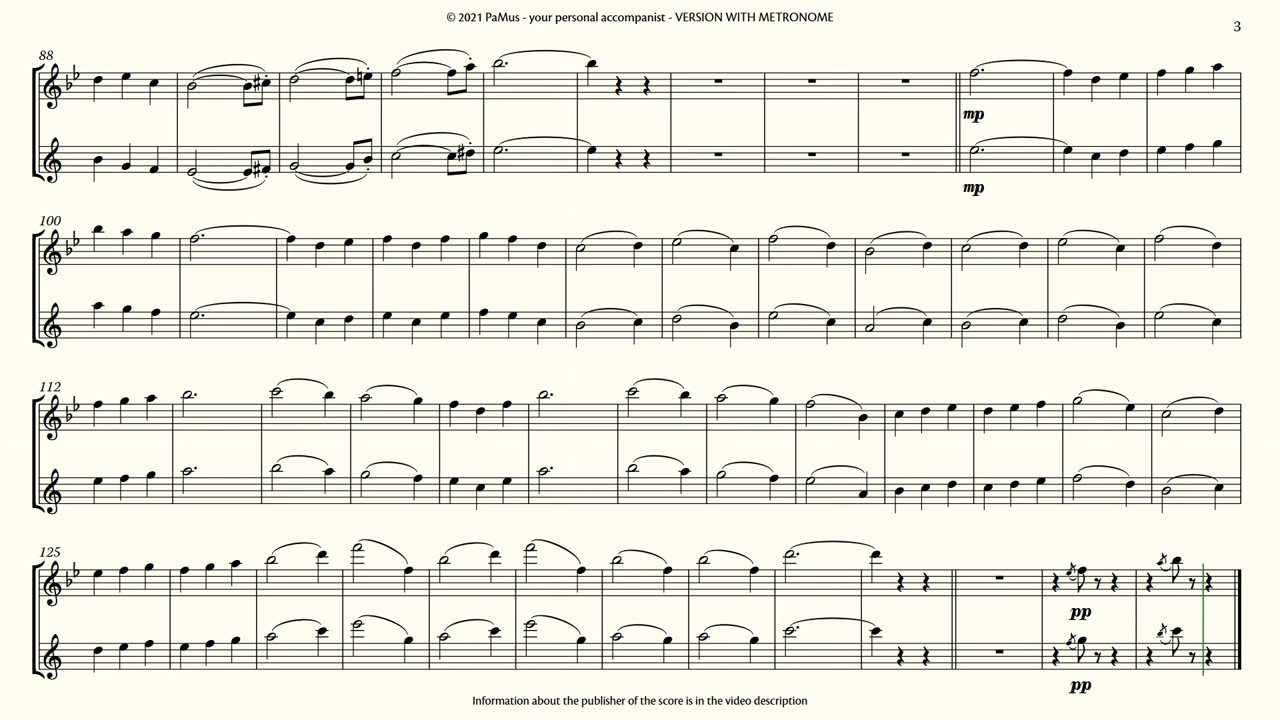 © 2021 PaMus - your personal accompanist - VERSION WITH METRONOME
3
88
mp
mp
100
112
125
pp
pp
Information about the publisher of the score is in the video description